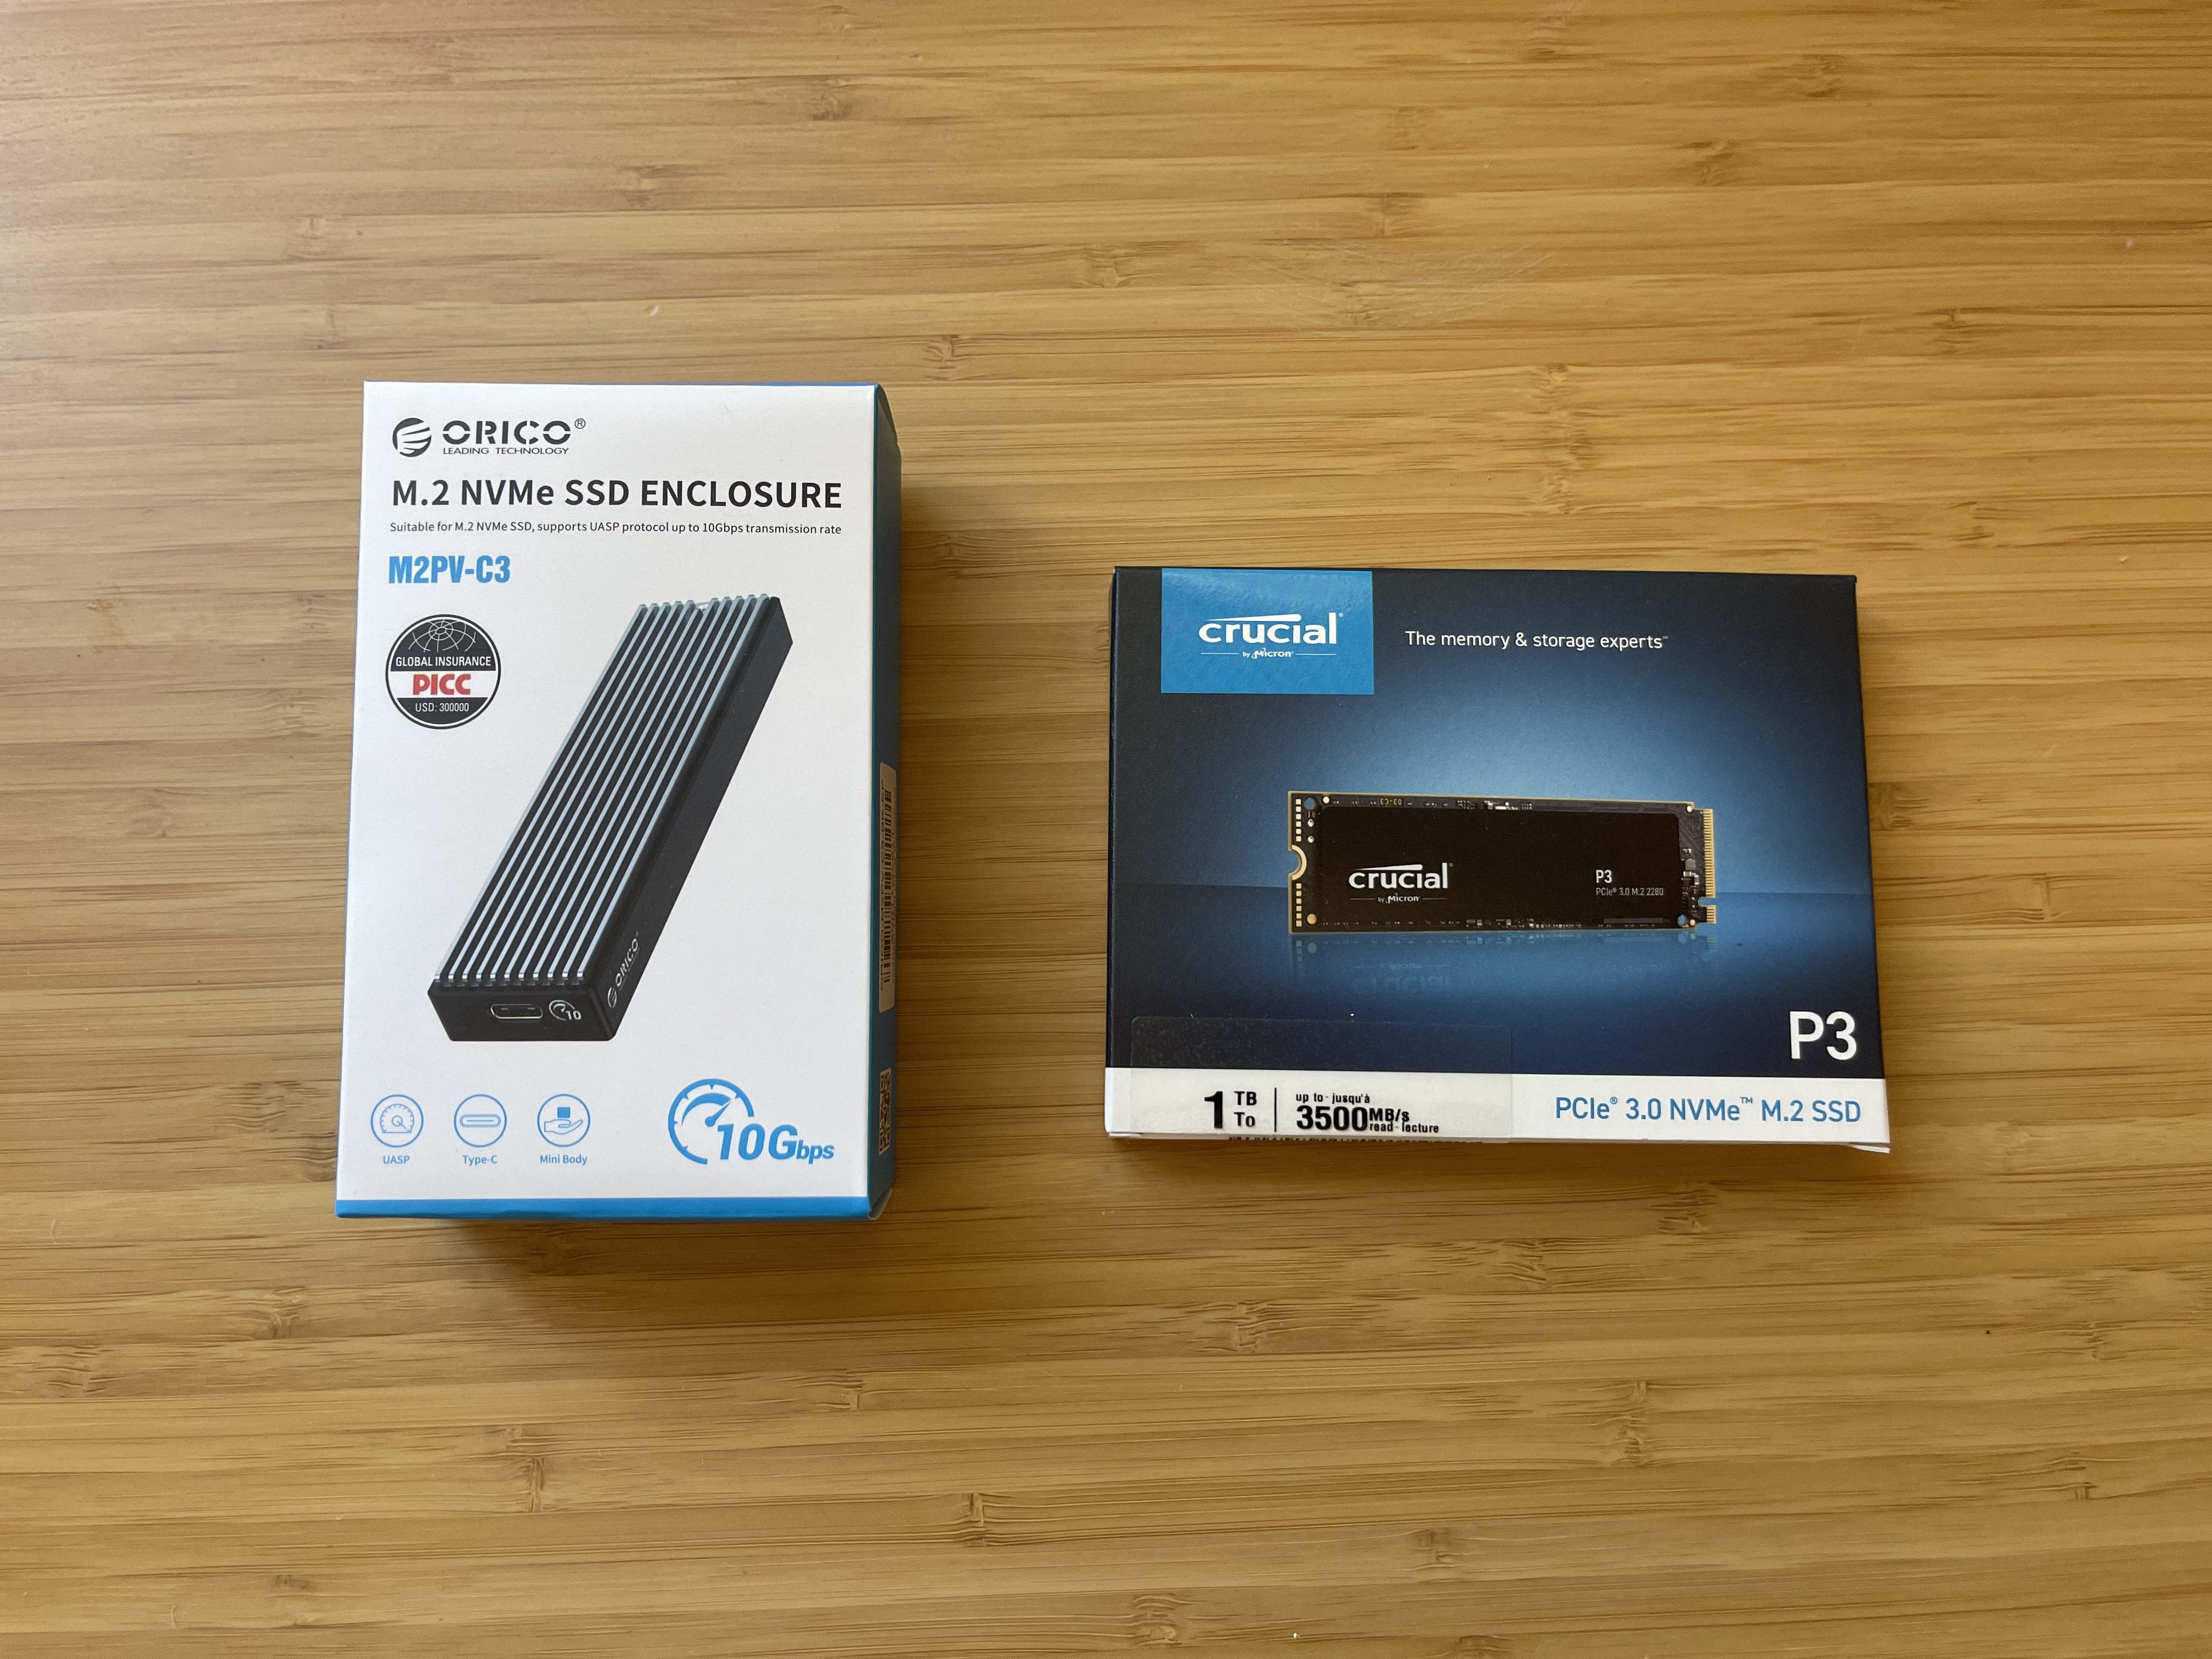 ORICO®
LEADING TECHNOLOGY
M.2 NVMe SSD ENCLOSURE
Suitable for M.2 NVMe SSD, supports UASP protocol up to 10Gbps transmission rate
M2PV-C3
GLOBAL INSURANCE
PICC
USD: 300000
ORICO
10
UASP
Type-C
Mini Body
10Gbps
crucial®
by Micron®
The memory & storage experts℠
crucial®
by Micron®
P3
PCIe® 3.0 M.2 2280
P3
1 TB
To
up to - jusqu'à
3500MB/s
read - lecture
PCIe® 3.0 NVMe™ M.2 SSD